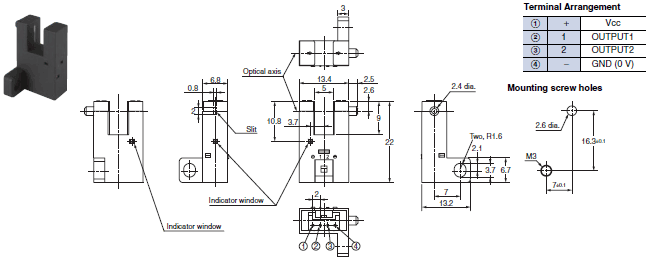 Terminal Arrangement
① + Vcc
② 1 OUTPUT1
③ 2 OUTPUT2
④ − GND (0 V)
Mounting screw holes
3
Optical axis
6.8
0.8
2
Slit
13.4
5
2.5
2.6
10.8
3.7
9
22
1 2
2.4 dia.
Two, R1.6
2.1
3.7
6.7
7
13.2
2.6 dia.
16.3±0.1
M3
7±0.1
Indicator window
Indicator window
2
① ② ③ ④